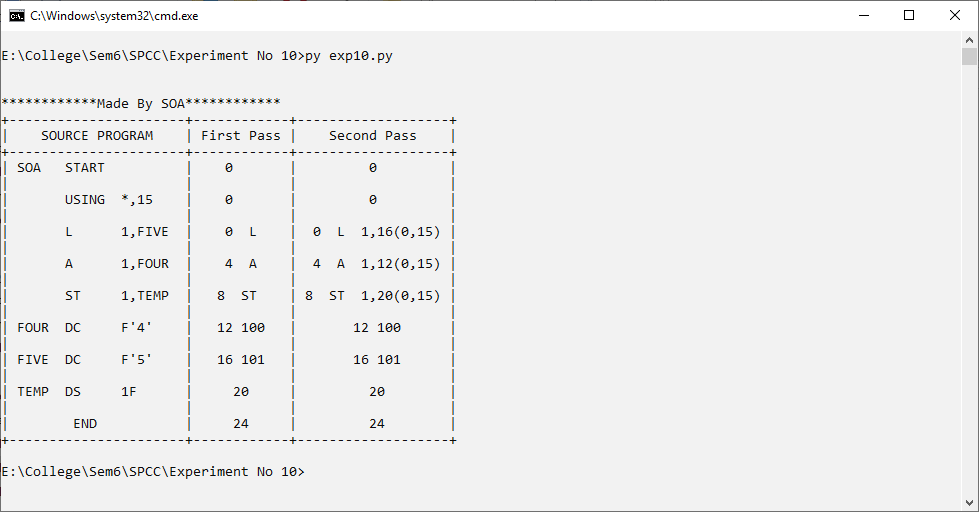 C:\Windows\system32\cmd.exe
E:\College\Sem6\SPCC\Experiment No 10>py exp10.py
************Made By SOA************
+----------------------+------------+-------------------+
|    SOURCE PROGRAM    | First Pass |    Second Pass    |
+----------------------+------------+-------------------+
| SOA   START          |    0       |         0         |
|                      |            |                   |
|       USING  *,15    |    0       |         0         |
|                      |            |                   |
|       L      1,FIVE  |    0  L    |  0  L  1,16(0,15) |
|                      |            |                   |
|       A      1,FOUR  |    4  A    |  4  A  1,12(0,15) |
|                      |            |                   |
|       ST     1,TEMP  |   8  ST    | 8  ST  1,20(0,15) |
|                      |            |                   |
| FOUR  DC     F'4'    |   12 100   |       12 100      |
|                      |            |                   |
| FIVE  DC     F'5'    |   16 101   |       16 101      |
|                      |            |                   |
| TEMP  DS     1F      |     20     |         20        |
|                      |            |                   |
|        END           |     24     |         24        |
+----------------------+------------+-------------------+
E:\College\Sem6\SPCC\Experiment No 10>